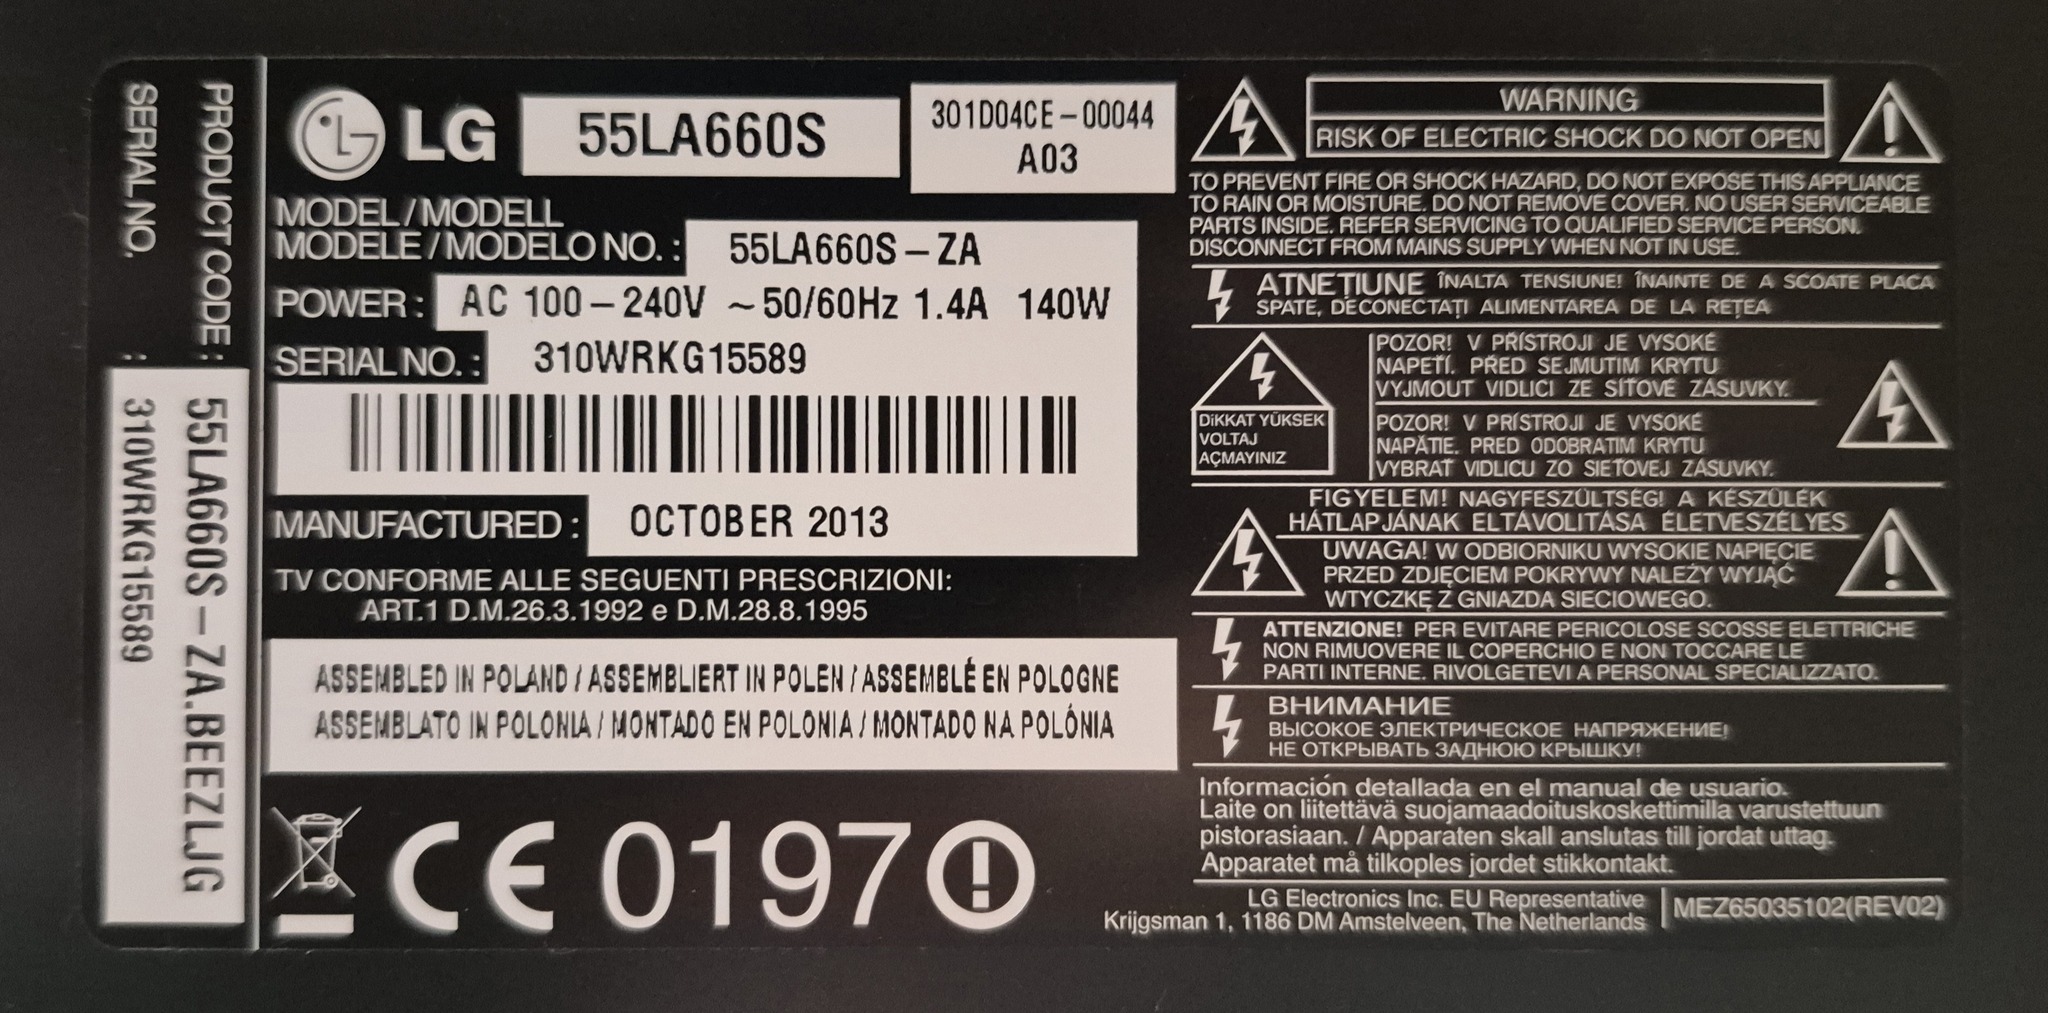 PRODUCT CODE : 55LA660S-ZA.BEEZLJG
SERIAL NO. : 310WRKG15589
LG
55LA660S
301D04CE-00044
A03
MODEL/MODELL
MODELE/MODELO NO. : 55LA660S-ZA
POWER : AC 100-240V ~50/60Hz 1.4A 140W
SERIAL NO. : 310WRKG15589
MANUFACTURED : OCTOBER 2013
TV CONFORME ALLE SEGUENTI PRESCRIZIONI:
ART.1 D.M.26.3.1992 e D.M.28.8.1995
ASSEMBLED IN POLAND / ASSEMBLIERT IN POLEN / ASSEMBLÉ EN POLOGNE
ASSEMBLATO IN POLONIA / MONTADO EN POLONIA / MONTADO NA POLÓNIA
CE 0197
WARNING
RISK OF ELECTRIC SHOCK DO NOT OPEN
TO PREVENT FIRE OR SHOCK HAZARD, DO NOT EXPOSE THIS APPLIANCE
TO RAIN OR MOISTURE. DO NOT REMOVE COVER. NO USER SERVICEABLE
PARTS INSIDE. REFER SERVICING TO QUALIFIED SERVICE PERSON.
DISCONNECT FROM MAINS SUPPLY WHEN NOT IN USE.
ATNEŢIUNE ÎNALTA TENSIUNE! ÎNAINTE DE A SCOATE PLACA
SPATE, DECONECTAŢI ALIMENTAREA DE LA REŢEA
DiKKAT YÜKSEK
VOLTAJ
AÇMAYINIZ
POZOR! V PŘÍSTROJI JE VYSOKÉ
NAPETÍ. PŘED SEJMUTIM KRYTU
VYJMOUT VIDLICI ZE SÍŤOVÉ ZÁSUVKY.
POZOR! V PRÍSTROJI JE VYSOKÉ
NAPÄTIE. PRED ODOBRATIM KRYTU
VYBRAŤ VIDLICU ZO SIEŤOVEJ ZÁSUVKY.
FIGYELEM! NAGYFESZÜLTSÉG! A KÉSZÜLÉK
HÁTLAPJÁNAK ELTÁVOLITÁSA ÉLETVESZÉLYES
UWAGA! W ODBIORNIKU WYSOKIE NAPIĘCIE
PRZED ZDJĘCIEM POKRYWY NALEŻY WYJĄĆ
WTYCZKĘ Z GNIAZDA SIECIOWEGO.
ATTENZIONE! PER EVITARE PERICOLOSE SCOSSE ELETTRICHE
NON RIMUOVERE IL COPERCHIO E NON TOCCARE LE
PARTI INTERNE. RIVOLGETEVI A PERSONAL SPECIALIZZATO.
ВНИМАНИЕ
ВЫСОКОЕ ЭЛЕКТРИЧЕСКОЕ НАПРЯЖЕНИЕ!
НЕ ОТКРЫВАТЬ ЗАДНЮЮ КРЫШКУ!
Información detallada en el manual de usuario.
Laite on liitettävä suojamaadoituskoskettimilla varustettuun
pistorasiaan. / Apparaten skall anslutas till jordat uttag.
Apparatet må tilkoples jordet stikkontakt.
LG Electronics Inc. EU Representative
Krijgsman 1, 1186 DM Amstelveen, The Netherlands
MEZ65035102(REV02)